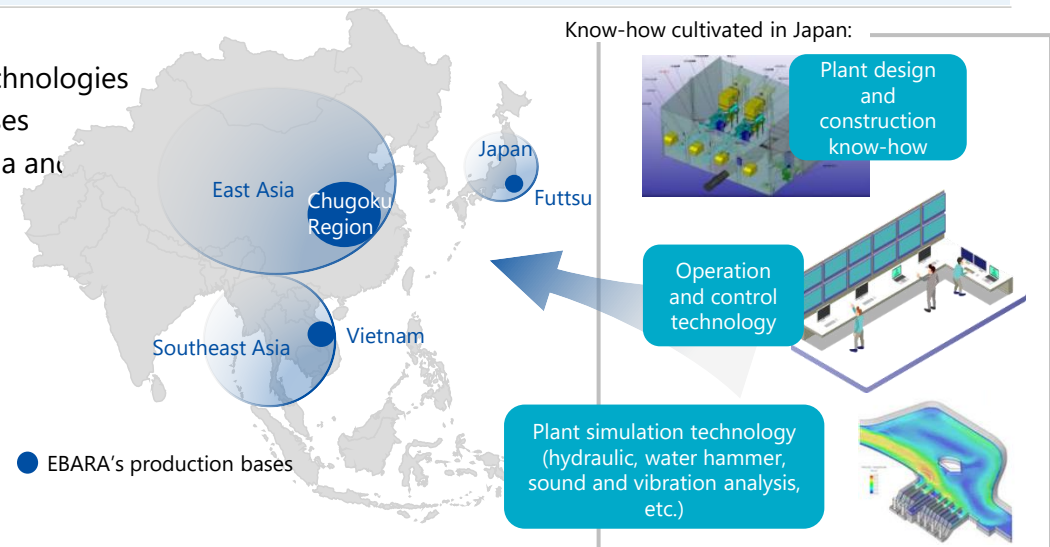 Know-how cultivated in Japan:
chnologies
ses
a and
East Asia
Chugoku
Region
Japan
Futtsu
Southeast Asia
Vietnam
EBARA's production bases
Plant design
and
construction
know-how
Operation
and control
technology
Plant simulation technology
(hydraulic, water hammer,
sound and vibration analysis,
etc.)